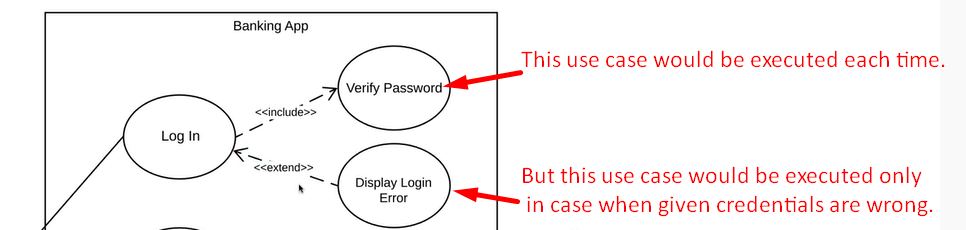 Banking App
This use case would be executed each time.
Verify Password
<<include>>
Log In
<<extend>>
Display Login
Error
But this use case would be executed only
in case when given credentials are wrong.